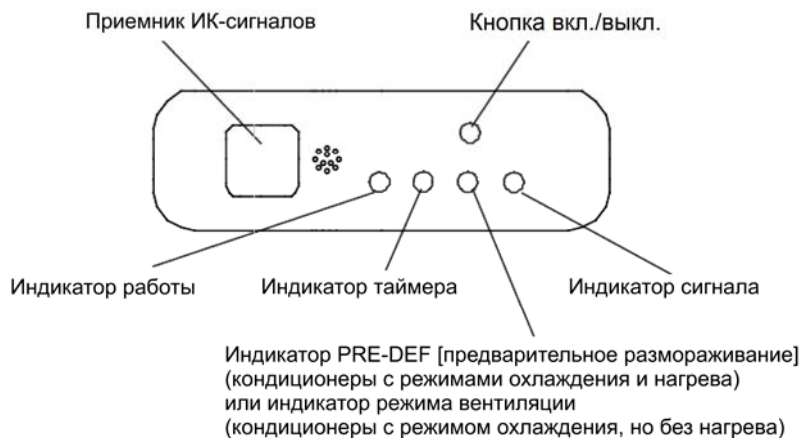 Приемник ИК-сигналов
Кнопка вкл./выкл.
Индикатор работы
Индикатор таймера
Индикатор сигнала
Индикатор PRE-DEF [предварительное размораживание]
(кондиционеры с режимами охлаждения и нагрева)
или индикатор режима вентиляции
(кондиционеры с режимом охлаждения, но без нагрева)